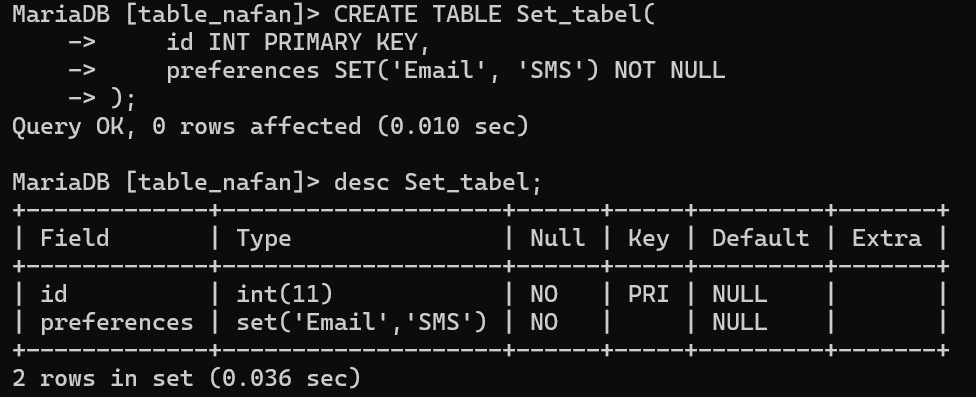 MariaDB [table_nafan]> CREATE TABLE Set_tabel(
    ->     id INT PRIMARY KEY,
    ->     preferences SET('Email', 'SMS') NOT NULL
    -> );
Query OK, 0 rows affected (0.010 sec)

MariaDB [table_nafan]> desc Set_tabel;
+-------------+---------------------+------+-----+---------+-------+
| Field       | Type                | Null | Key | Default | Extra |
+-------------+---------------------+------+-----+---------+-------+
| id          | int(11)             | NO   | PRI | NULL    |       |
| preferences | set('Email','SMS')  | NO   |     | NULL    |       |
+-------------+---------------------+------+-----+---------+-------+
2 rows in set (0.036 sec)